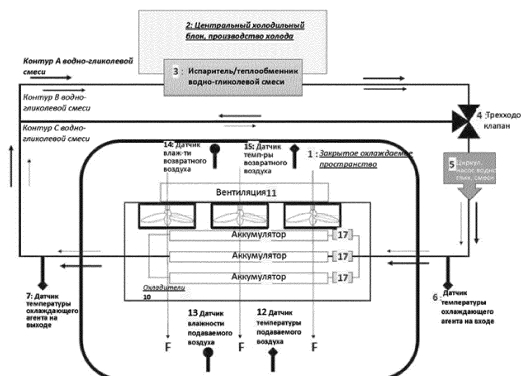 2: Центральный холодильный
блок, производство холода
Контур А водно-гликолевой
смеси
3 : Испаритель/теплообменник
водно-гликолевой смеси
Контур B водно-
гликолевой смеси
Контур С водно-
гликолевой смеси
4 : Трехходо
клапан
14: Датчик
влаж-ти
возвратного
воздуха
15: Датчик
темп-ры
возвратного
воздуха
1 : Закрытое охлаждаемое
пространство
5
Вентиляция11
Аккумулятор 17
Аккумулятор 17
Аккумулятор 17
Охладители
10
7: Датчик
температуры
охлаждающего
агента на
выходе
6: Датчик
температуры
охлаждающего
агента на входе
13 Датчик
влажности
подаваемого
воздуха
12 Датчик
температуры
подаваемого
воздуха
F F F